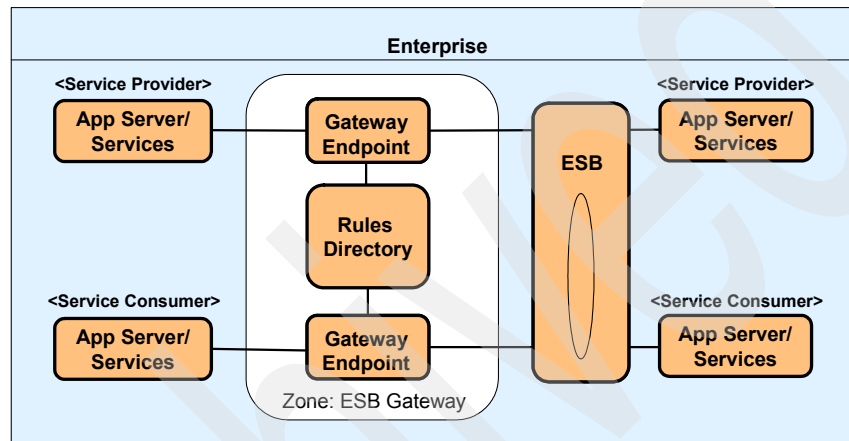 Enterprise
<Service Provider>
App Server/
Services
Gateway
Endpoint
Rules
Directory
<Service Consumer>
App Server/
Services
Gateway
Endpoint
Zone: ESB Gateway
ESB
<Service Provider>
App Server/
Services
<Service Consumer>
App Server/
Services